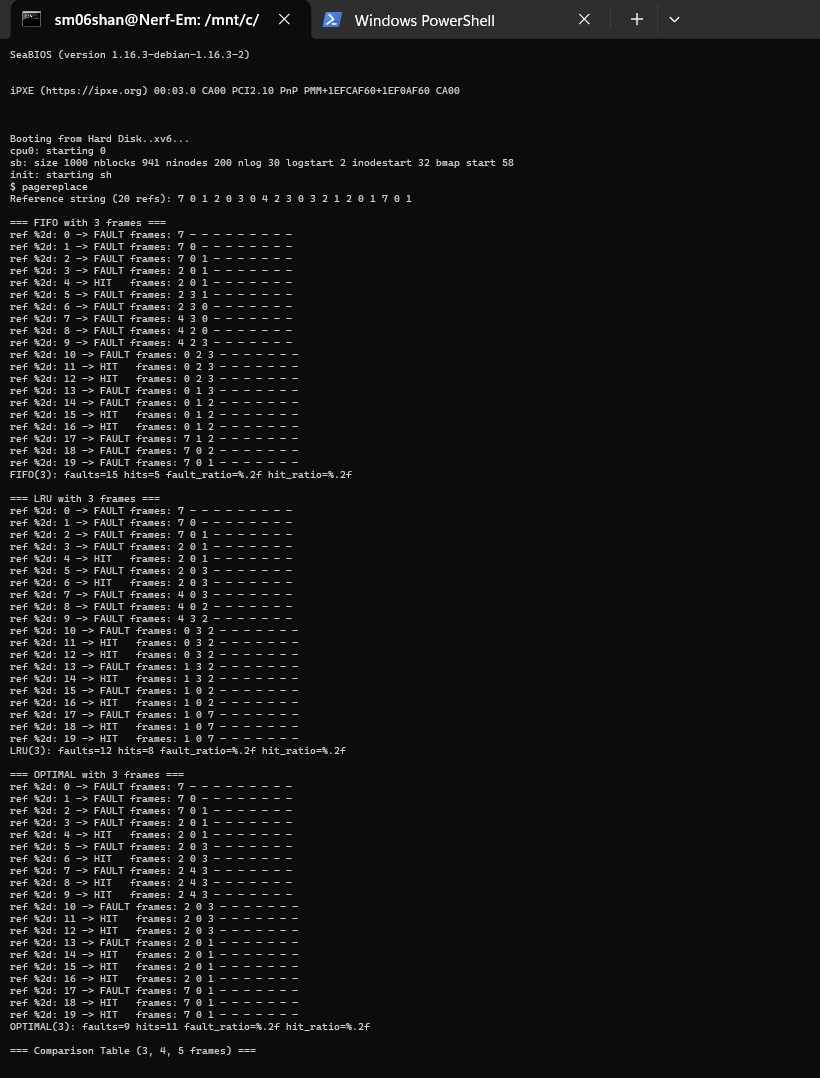 sm06shan@Nerf-Em: /mnt/c/
Windows PowerShell
SeaBIOS (version 1.16.3-debian-1.16.3-2)
iPXE (https://ipxe.org) 00:03.0 CA00 PCI2.10 PnP PMM+1EFCAF60+1EF0AF60 CA00
Booting from Hard Disk..xv6...
cpu0: starting 0
sb: size 1000 nblocks 941 ninodes 200 nlog 30 logstart 2 inodestart 32 bmap start 58
init: starting sh
$ pagereplace
Reference string (20 refs): 7 0 1 2 0 3 0 4 2 3 0 3 2 1 2 0 1 7 0 1
=== FIFO with 3 frames ===
ref %2d: 0 -> FAULT frames: 7 - - - - - - - - -
ref %2d: 1 -> FAULT frames: 7 0 - - - - - - - -
ref %2d: 2 -> FAULT frames: 7 0 1 - - - - - - -
ref %2d: 3 -> FAULT frames: 2 0 1 - - - - - - -
ref %2d: 4 -> HIT   frames: 2 0 1 - - - - - - -
ref %2d: 5 -> FAULT frames: 2 3 1 - - - - - - -
ref %2d: 6 -> FAULT frames: 2 3 0 - - - - - - -
ref %2d: 7 -> FAULT frames: 4 3 0 - - - - - - -
ref %2d: 8 -> FAULT frames: 4 2 0 - - - - - - -
ref %2d: 9 -> FAULT frames: 4 2 3 - - - - - - -
ref %2d: 10 -> FAULT frames: 0 2 3 - - - - - - -
ref %2d: 11 -> HIT   frames: 0 2 3 - - - - - - -
ref %2d: 12 -> HIT   frames: 0 2 3 - - - - - - -
ref %2d: 13 -> FAULT frames: 0 1 3 - - - - - - -
ref %2d: 14 -> FAULT frames: 0 1 2 - - - - - - -
ref %2d: 15 -> HIT   frames: 0 1 2 - - - - - - -
ref %2d: 16 -> HIT   frames: 0 1 2 - - - - - - -
ref %2d: 17 -> FAULT frames: 7 1 2 - - - - - - -
ref %2d: 18 -> FAULT frames: 7 0 2 - - - - - - -
ref %2d: 19 -> FAULT frames: 7 0 1 - - - - - - -
FIFO(3): faults=15 hits=5 fault_ratio=%.2f hit_ratio=%.2f
=== LRU with 3 frames ===
ref %2d: 0 -> FAULT frames: 7 - - - - - - - - -
ref %2d: 1 -> FAULT frames: 7 0 - - - - - - - -
ref %2d: 2 -> FAULT frames: 7 0 1 - - - - - - -
ref %2d: 3 -> FAULT frames: 2 0 1 - - - - - - -
ref %2d: 4 -> HIT   frames: 2 0 1 - - - - - - -
ref %2d: 5 -> FAULT frames: 2 0 3 - - - - - - -
ref %2d: 6 -> HIT   frames: 2 0 3 - - - - - - -
ref %2d: 7 -> FAULT frames: 4 0 3 - - - - - - -
ref %2d: 8 -> FAULT frames: 4 0 2 - - - - - - -
ref %2d: 9 -> FAULT frames: 4 3 2 - - - - - - -
ref %2d: 10 -> FAULT frames: 0 3 2 - - - - - - -
ref %2d: 11 -> HIT   frames: 0 3 2 - - - - - - -
ref %2d: 12 -> HIT   frames: 0 3 2 - - - - - - -
ref %2d: 13 -> FAULT frames: 1 3 2 - - - - - - -
ref %2d: 14 -> HIT   frames: 1 3 2 - - - - - - -
ref %2d: 15 -> FAULT frames: 1 0 2 - - - - - - -
ref %2d: 16 -> HIT   frames: 1 0 2 - - - - - - -
ref %2d: 17 -> FAULT frames: 1 0 7 - - - - - - -
ref %2d: 18 -> HIT   frames: 1 0 7 - - - - - - -
ref %2d: 19 -> HIT   frames: 1 0 7 - - - - - - -
LRU(3): faults=12 hits=8 fault_ratio=%.2f hit_ratio=%.2f
=== OPTIMAL with 3 frames ===
ref %2d: 0 -> FAULT frames: 7 - - - - - - - - -
ref %2d: 1 -> FAULT frames: 7 0 - - - - - - - -
ref %2d: 2 -> FAULT frames: 7 0 1 - - - - - - -
ref %2d: 3 -> FAULT frames: 2 0 1 - - - - - - -
ref %2d: 4 -> HIT   frames: 2 0 1 - - - - - - -
ref %2d: 5 -> FAULT frames: 2 0 3 - - - - - - -
ref %2d: 6 -> HIT   frames: 2 0 3 - - - - - - -
ref %2d: 7 -> FAULT frames: 2 4 3 - - - - - - -
ref %2d: 8 -> HIT   frames: 2 4 3 - - - - - - -
ref %2d: 9 -> HIT   frames: 2 4 3 - - - - - - -
ref %2d: 10 -> FAULT frames: 2 0 3 - - - - - - -
ref %2d: 11 -> HIT   frames: 2 0 3 - - - - - - -
ref %2d: 12 -> HIT   frames: 2 0 3 - - - - - - -
ref %2d: 13 -> FAULT frames: 2 0 1 - - - - - - -
ref %2d: 14 -> HIT   frames: 2 0 1 - - - - - - -
ref %2d: 15 -> HIT   frames: 2 0 1 - - - - - - -
ref %2d: 16 -> HIT   frames: 2 0 1 - - - - - - -
ref %2d: 17 -> FAULT frames: 7 0 1 - - - - - - -
ref %2d: 18 -> HIT   frames: 7 0 1 - - - - - - -
ref %2d: 19 -> HIT   frames: 7 0 1 - - - - - - -
OPTIMAL(3): faults=9 hits=11 fault_ratio=%.2f hit_ratio=%.2f
=== Comparison Table (3, 4, 5 frames) ===